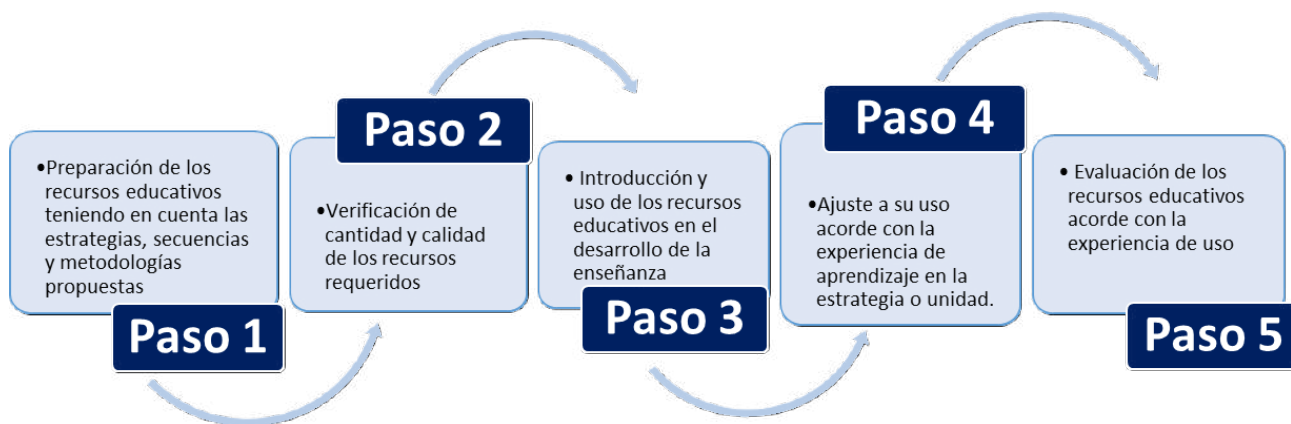 •Preparación de los
recursos educativos
teniendo en cuenta las
estrategias, secuencias
y metodologías
propuestas
Paso 1
Paso 2
•Verificación de
cantidad y calidad
de los recursos
requeridos
• Introducción y
uso de los recursos
educativos en el
desarrollo de la
enseñanza
Paso 3
Paso 4
•Ajuste a su uso
acorde con la
experiencia de
aprendizaje en la
estrategia o unidad.
• Evaluación de los
recursos educativos
acorde con la
experiencia de uso
Paso 5